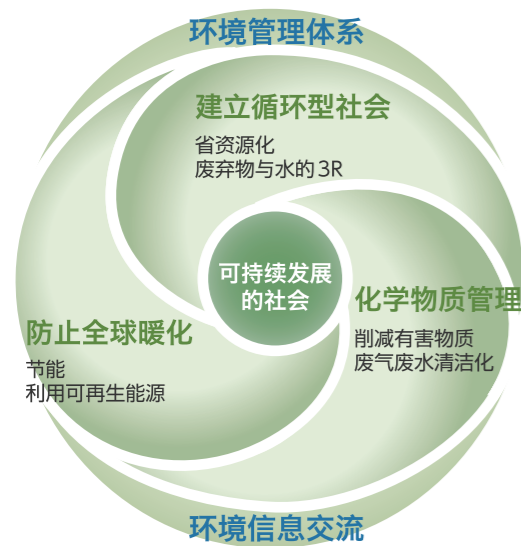 环境管理体系
建立循环型社会
省资源化
废弃物与水的3R
可持续发展
的社会
化学物质管理
削减有害物质
废气废水清洁化
防止全球暖化
节能
利用可再生能源
环境信息交流